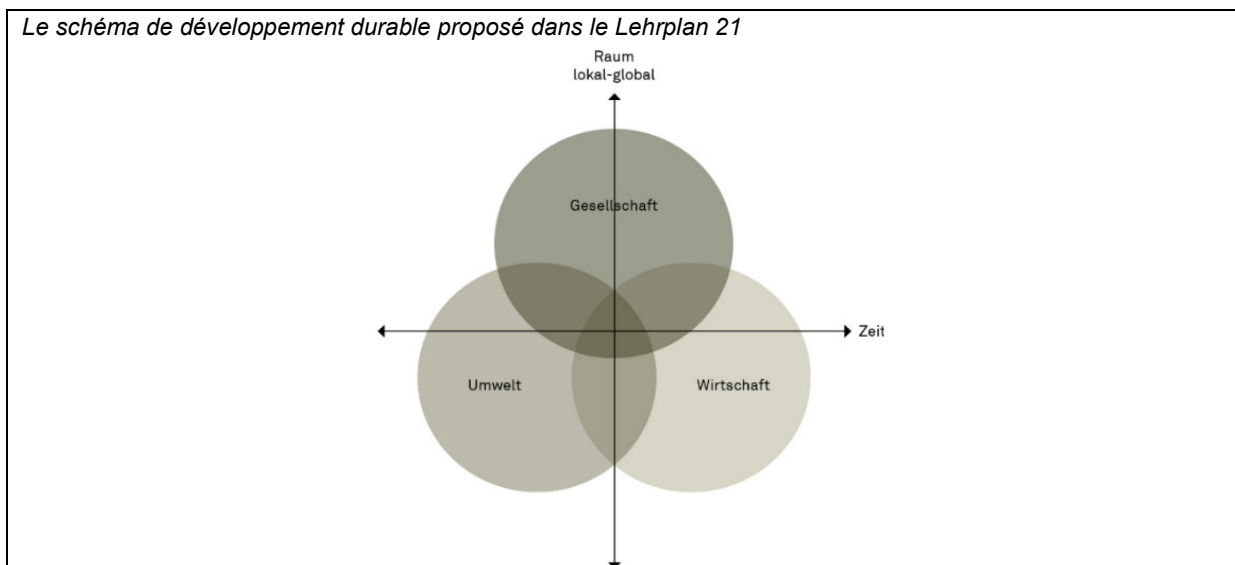 Le schéma de développement durable proposé dans le Lehrplan 21
Raum
lokal-global
Gesellschaft
Zeit
Umwelt
Wirtschaft